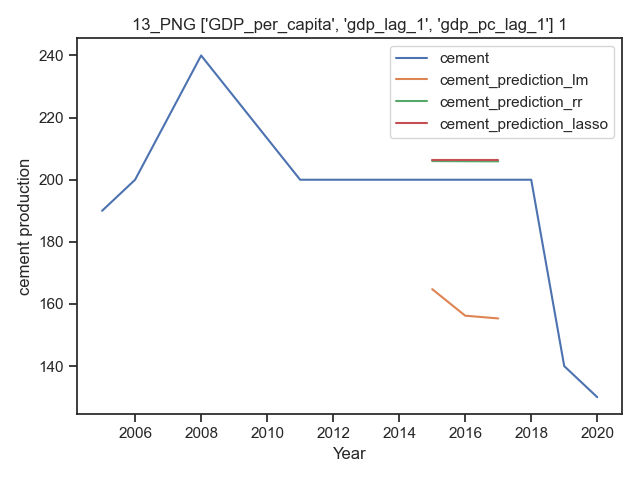 13_PNG ['GDP_per_capita', 'gdp_lag_1', 'gdp_pc_lag_1'] 1
cement
cement_prediction_lm
cement_prediction_rr
cement_prediction_lasso
240
220
200
180
160
140
cement production
2006 2008 2010 2012 2014 2016 2018 2020
Year